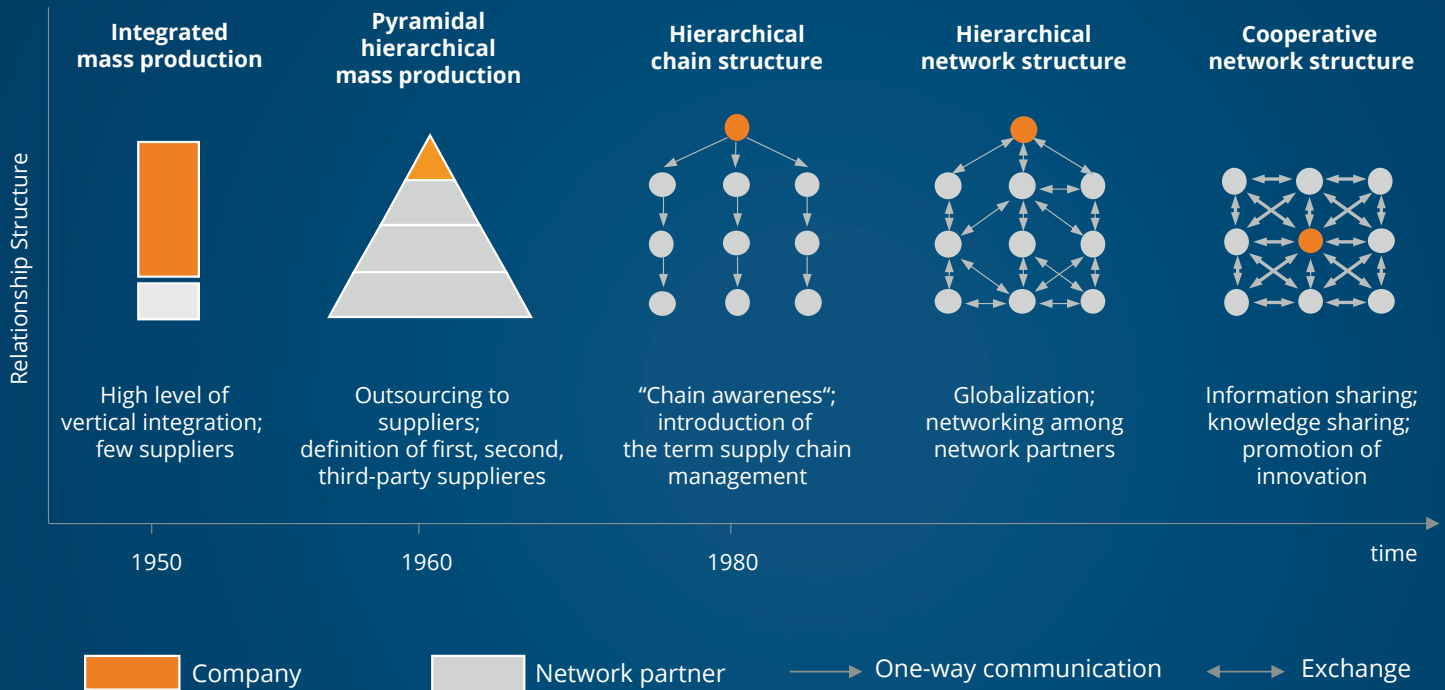 Relationship Structure
Integrated
mass production
Pyramidal
hierarchical
mass production
Hierarchical
chain structure
Hierarchical
network structure
Cooperative
network structure
High level of
vertical integration;
few suppliers
Outsourcing to
suppliers;
definition of first, second,
third-party supplieres
“Chain awareness“;
introduction of
the term supply chain
management
Globalization;
networking among
network partners
Information sharing;
knowledge sharing;
promotion of
innovation
1950
1960
1980
time
Company
Network partner
One-way communication
Exchange